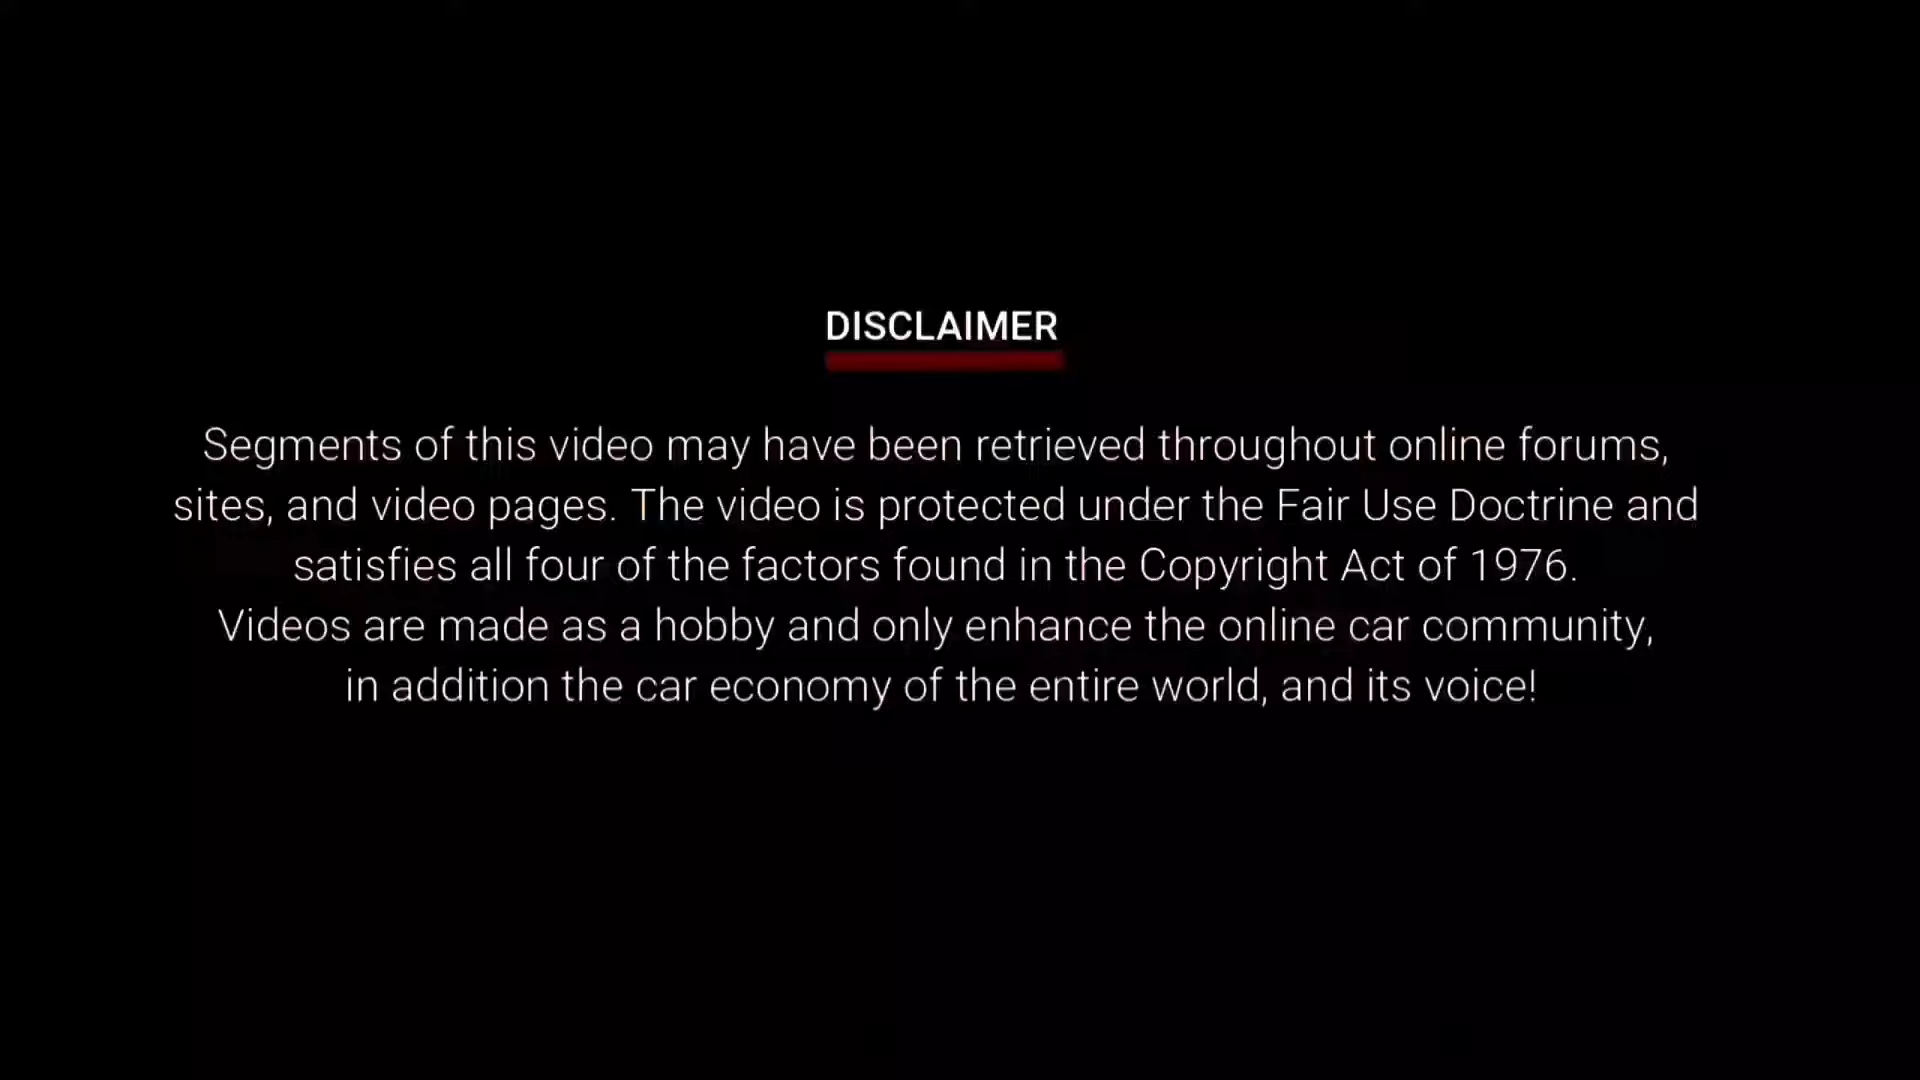 DISCLAIMER
Segments of this video may have been retrieved throughout online forums,
sites, and video pages. The video is protected under the Fair Use Doctrine and
satisfies all four of the factors found in the Copyright Act of 1976.
Videos are made as a hobby and only enhance the online car community,
in addition the car economy of the entire world, and its voice!